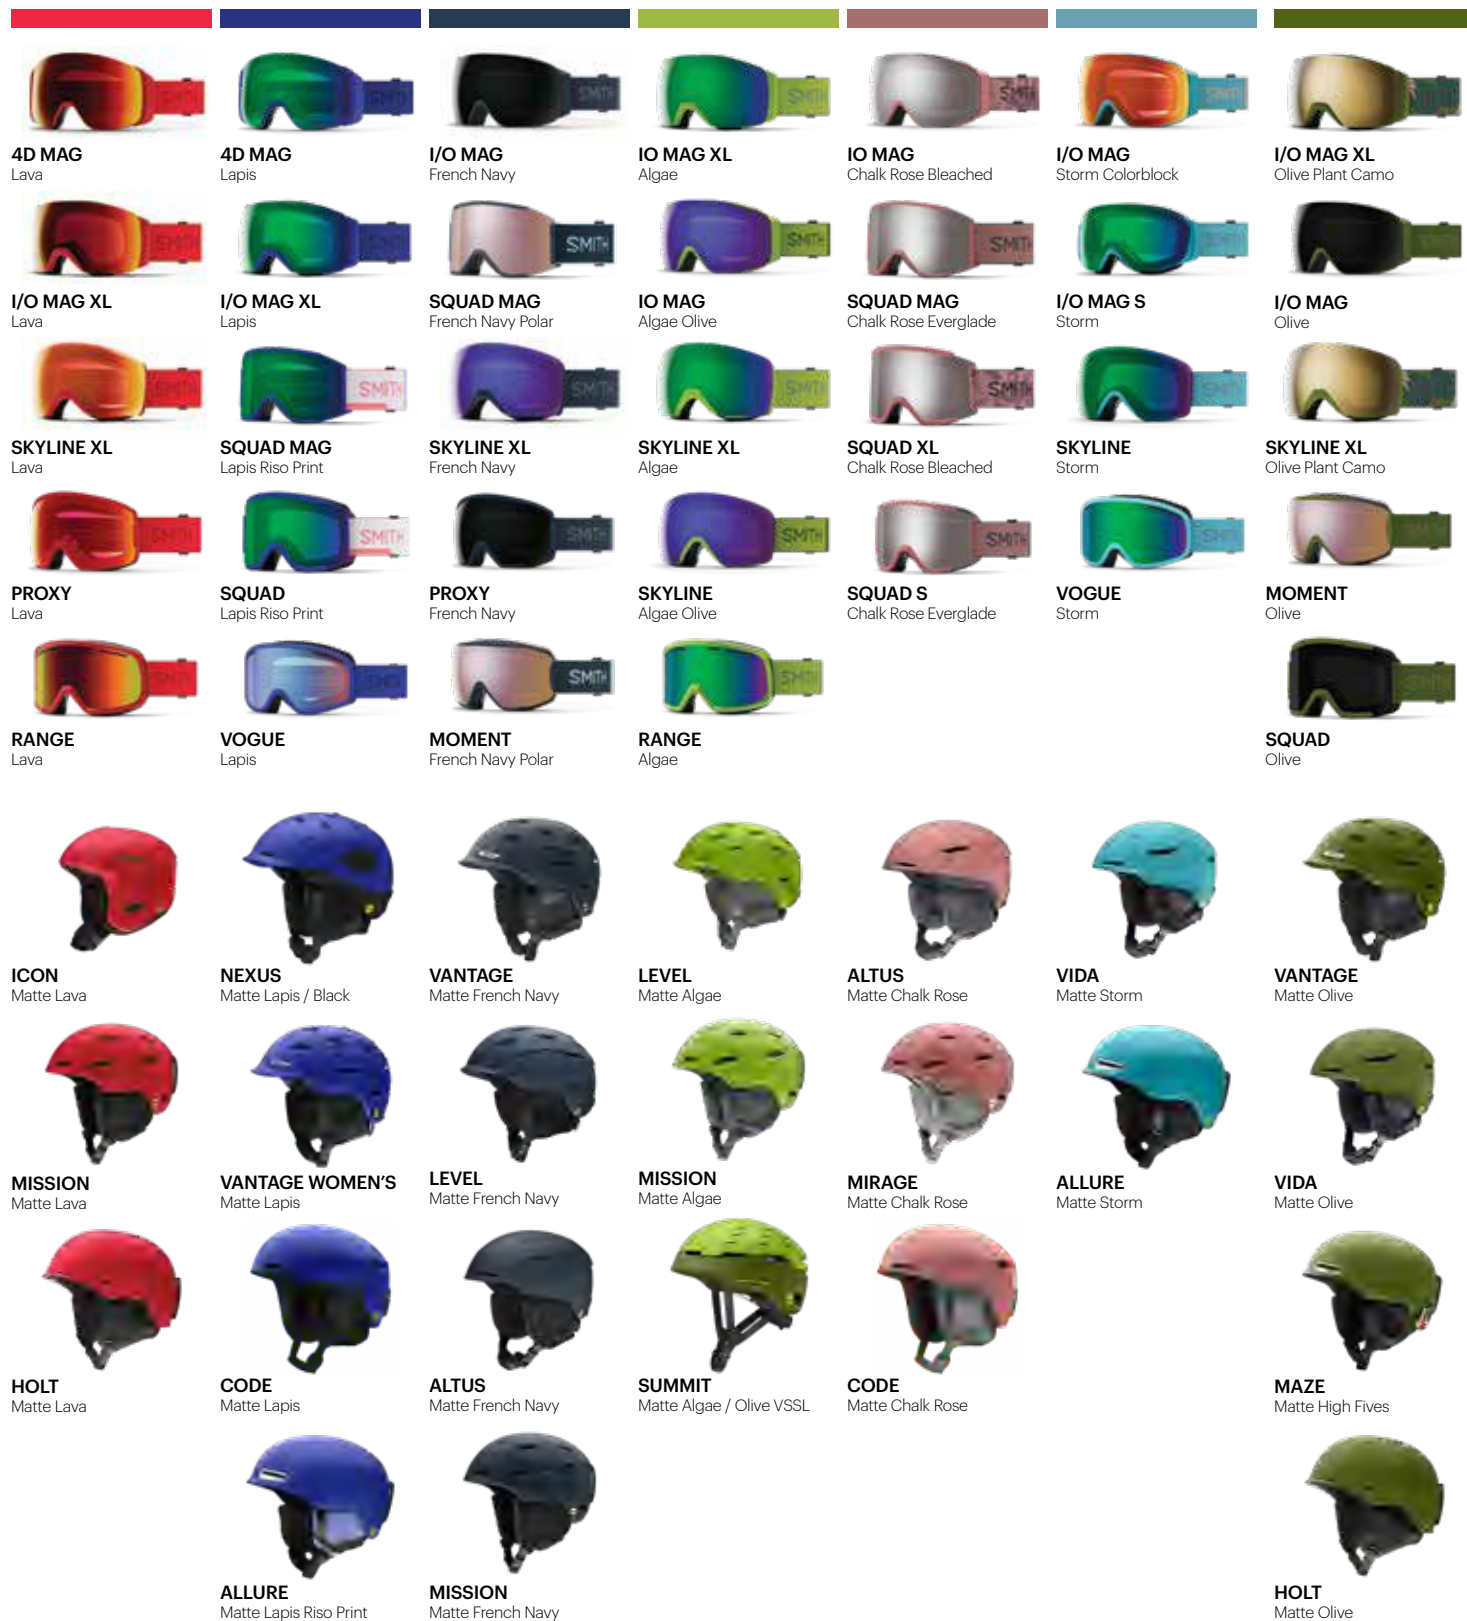 4D MAG
Lava
4D MAG
Lapis
I/O MAG
French Navy
IO MAG XL
Algae
IO MAG
Chalk Rose Bleached
I/O MAG
Storm Colorblock
I/O MAG XL
Olive Plant Camo
I/O MAG XL
Lava
I/O MAG XL
Lapis
SQUAD MAG
French Navy Polar
IO MAG
Algae Olive
SQUAD MAG
Chalk Rose Everglade
I/O MAG S
Storm
I/O MAG
Olive
SKYLINE XL
Lava
SQUAD MAG
Lapis Riso Print
SKYLINE XL
French Navy
SKYLINE XL
Algae
SQUAD XL
Chalk Rose Bleached
SKYLINE
Storm
SKYLINE XL
Olive Plant Camo
PROXY
Lava
SQUAD
Lapis Riso Print
PROXY
French Navy
SKYLINE
Algae Olive
SQUAD S
Chalk Rose Everglade
VOGUE
Storm
MOMENT
Olive
RANGE
Lava
VOGUE
Lapis
MOMENT
French Navy Polar
RANGE
Algae
SQUAD
Olive
ICON
Matte Lava
NEXUS
Matte Lapis / Black
VANTAGE
Matte French Navy
LEVEL
Matte Algae
ALTUS
Matte Chalk Rose
VIDA
Matte Storm
VANTAGE
Matte Olive
MISSION
Matte Lava
VANTAGE WOMEN'S
Matte Lapis
LEVEL
Matte French Navy
MISSION
Matte Algae
MIRAGE
Matte Chalk Rose
ALLURE
Matte Storm
VIDA
Matte Olive
HOLT
Matte Lava
CODE
Matte Lapis
ALTUS
Matte French Navy
SUMMIT
Matte Algae / Olive VSSL
CODE
Matte Chalk Rose
MAZE
Matte High Fives
ALLURE
Matte Lapis Riso Print
MISSION
Matte French Navy
HOLT
Matte Olive